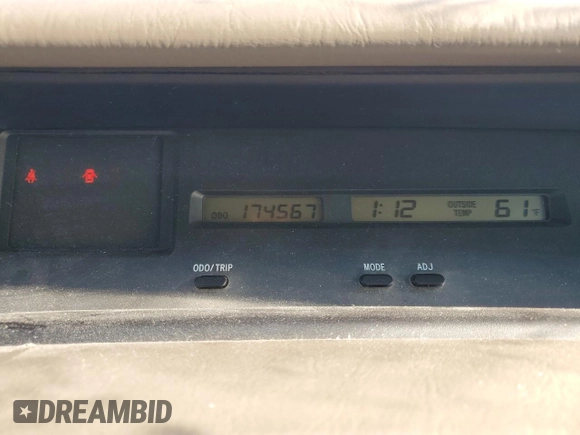 ODO 174567 1:12 OUTSIDE TEMP 61°F
ODO/TRIP MODE ADJ
DREAMBID